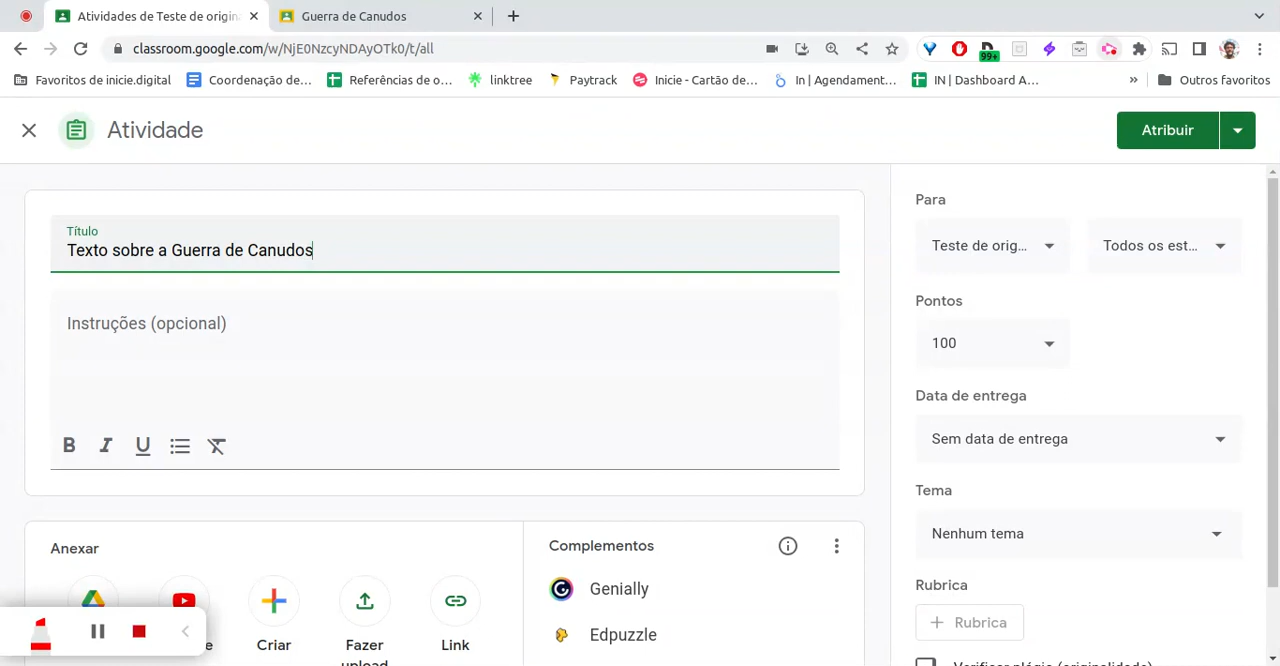 Atividades de Teste de origin
Guerra de Canudos
classroom.google.com/w/NjE0NzcyNDAyOTk0/t/all
99+
Favoritos de inicie.digital
Coordenação de...
Referências de o...
linktree
Paytrack
Inicie - Cartão de...
In | Agendament...
IN | Dashboard A...
»
Outros favoritos
Atividade
Atribuir
Título
Texto sobre a Guerra de Canudos
Instruções (opcional)
B I U
Para
Teste de orig...
Todos os est...
Pontos
100
Data de entrega
Sem data de entrega
Tema
Nenhum tema
Rubrica
+ Rubrica
Verificar plágio (originalidade)
Anexar
Criar
Fazer
upload
Link
Complementos
Genially
Edpuzzle